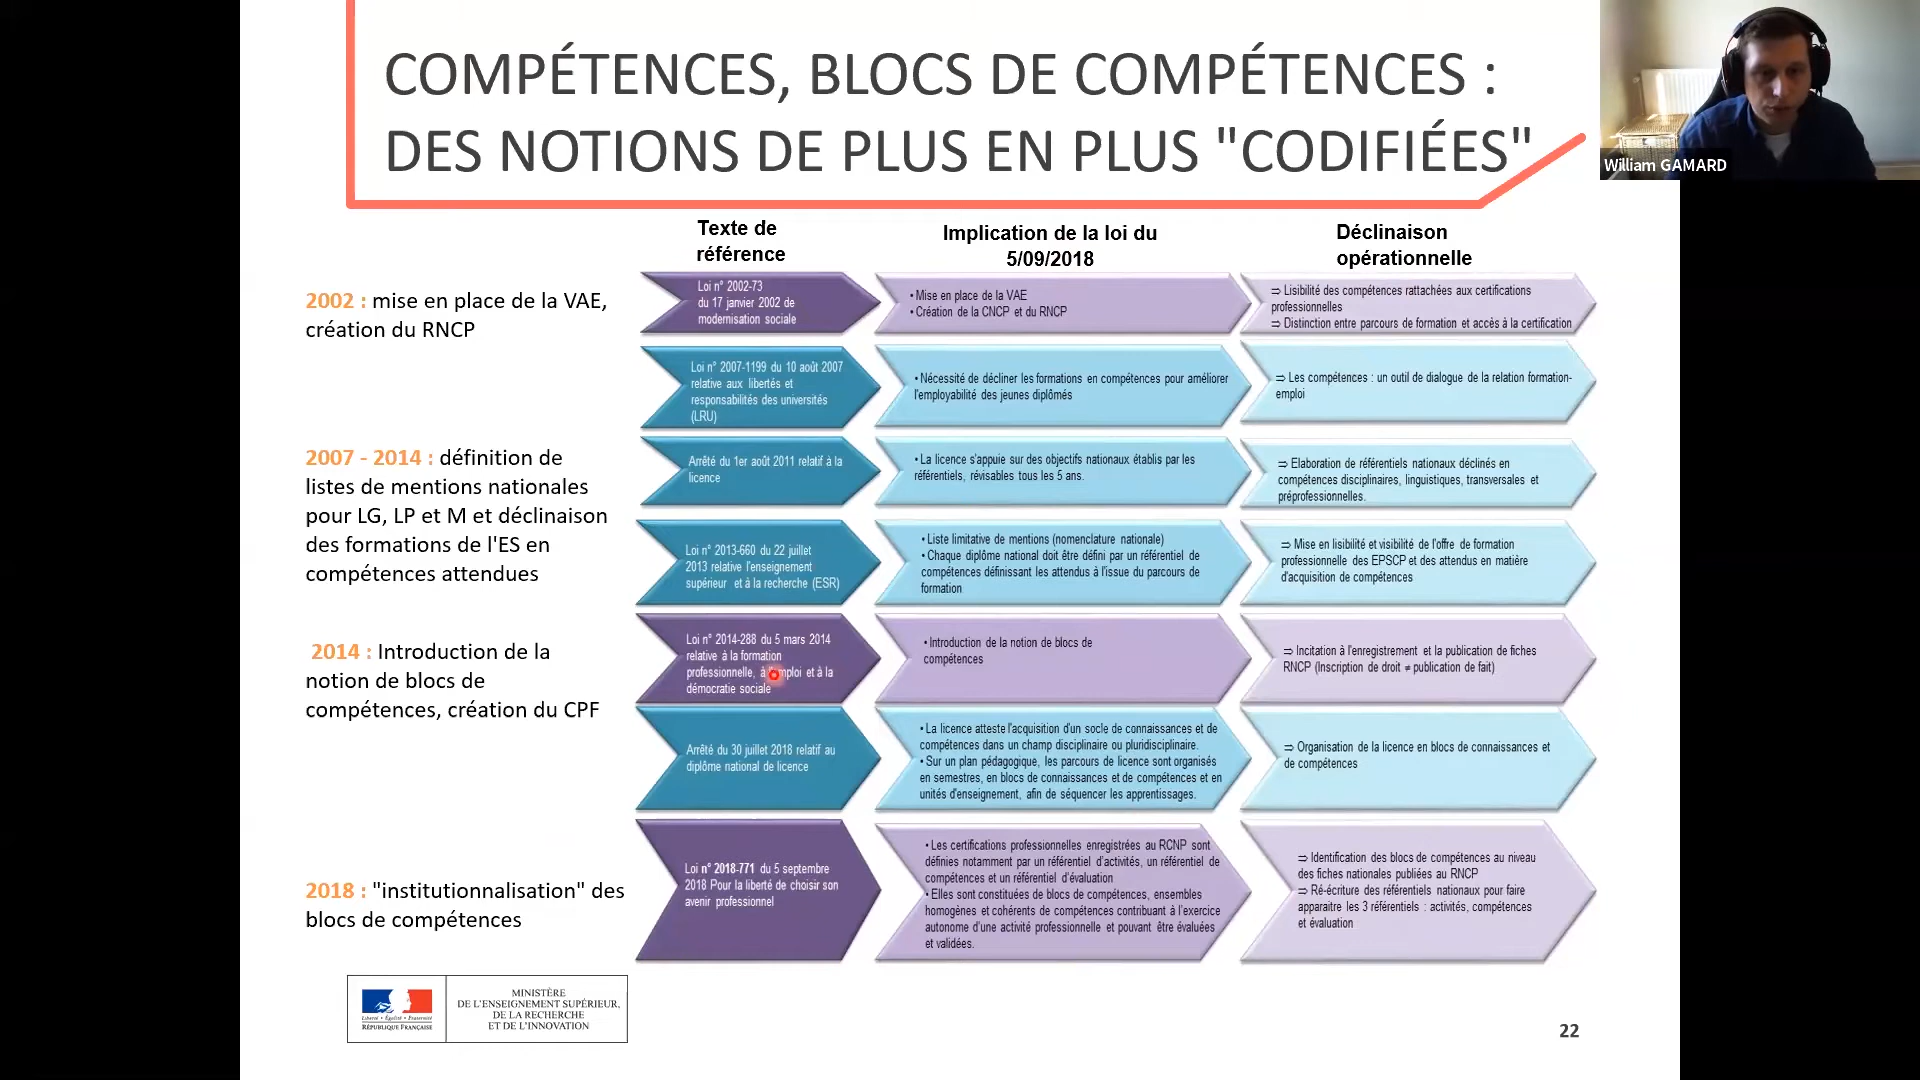 COMPÉTENCES, BLOCS DE COMPÉTENCES :
DES NOTIONS DE PLUS EN PLUS "CODIFIÉES"
William GAMARD
Texte de
référence
Implication de la loi du
5/09/2018
Déclinaison
opérationnelle
2002 : mise en place de la VAE,
création du RNCP
Loi n° 2002-73
du 17 janvier 2002 de
modernisation sociale
• Mise en place de la VAE
• Création de la CNCP et du RNCP
⇒ Lisibilité des compétences rattachées aux certifications
professionnelles
⇒ Distinction entre parcours de formation et accès à la certification
Loi n° 2007-1199 du 10 août 2007
relative aux libertés et
responsabilités des universités
(LRU)
• Nécessité de décliner les formations en compétences pour améliorer
l'employabilité des jeunes diplômés
⇒ Les compétences : un outil de dialogue de la relation formation-
emploi
2007 - 2014 : définition de
listes de mentions nationales
pour LG, LP et M et déclinaison
des formations de l'ES en
compétences attendues
Arrêté du 1er août 2011 relatif à la
licence
• La licence s'appuie sur des objectifs nationaux établis par les
référentiels, révisables tous les 5 ans.
⇒ Elaboration de référentiels nationaux déclinés en
compétences disciplinaires, linguistiques, transversales et
préprofessionnelles.
Loi n° 2013-660 du 22 juillet
2013 relative l'enseignement
supérieur et à la recherche (ESR)
• Liste limitative de mentions (nomenclature nationale)
• Chaque diplôme national doit être défini par un référentiel de
compétences définissant les attendus à l'issue du parcours de
formation
⇒ Mise en lisibilité et visibilité de l'offre de formation
professionnelle des EPSCP et des attendus en matière
d'acquisition de compétences
2014 : Introduction de la
notion de blocs de
compétences, création du CPF
Loi n° 2014-288 du 5 mars 2014
relative à la formation
professionnelle, à l'emploi et à la
démocratie sociale
• Introduction de la notion de blocs de
compétences
⇒ Incitation à l'enregistrement et la publication de fiches
RNCP (Inscription de droit ≠ publication de fait)
Arrêté du 30 juillet 2018 relatif au
diplôme national de licence
• La licence atteste l'acquisition d'un socle de connaissances et de
compétences dans un champ disciplinaire ou pluridisciplinaire.
• Sur un plan pédagogique, les parcours de licence sont organisés
en semestres, en blocs de connaissances et de compétences et en
unités d'enseignement, afin de séquencer les apprentissages.
⇒ Organisation de la licence en blocs de connaissances et
de compétences
2018 : "institutionnalisation" des
blocs de compétences
Loi n° 2018-771 du 5 septembre
2018 Pour la liberté de choisir son
avenir professionnel
• Les certifications professionnelles enregistrées au RCNP sont
définies notamment par un référentiel d'activités, un référentiel de
compétences et un référentiel d'évaluation
• Elles sont constituées de blocs de compétences, ensembles
homogènes et cohérents de compétences contribuant à l'exercice
autonome d'une activité professionnelle et pouvant être évaluées
et validées.
⇒ Identification des blocs de compétences au niveau
des fiches nationales publiées au RNCP
⇒ Ré-écriture des référentiels nationaux pour faire
apparaitre les 3 référentiels : activités, compétences
et évaluation
Liberté • Égalité • Fraternité
RÉPUBLIQUE FRANÇAISE
MINISTÈRE
DE L'ENSEIGNEMENT SUPÉRIEUR,
DE LA RECHERCHE
ET DE L'INNOVATION
22